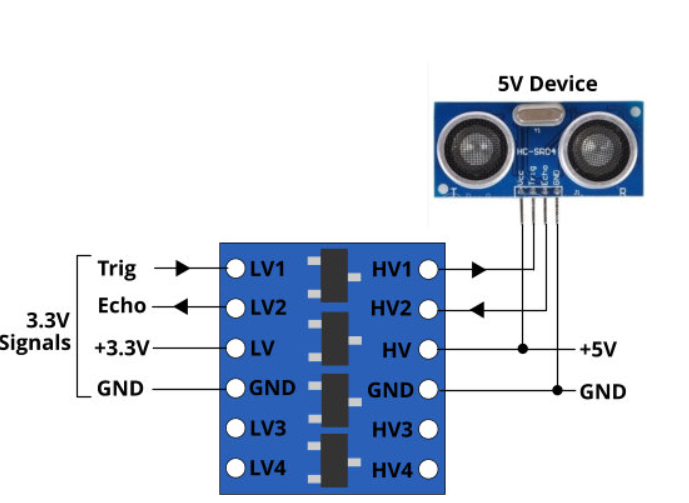 5V Device
HC-SR04
Vcc
Trig
Echo
GND
T
R
Trig
Echo
3.3V
Signals
+3.3V
GND
LV1
LV2
LV
GND
LV3
LV4
HV1
HV2
HV
GND
HV3
HV4
+5V
GND